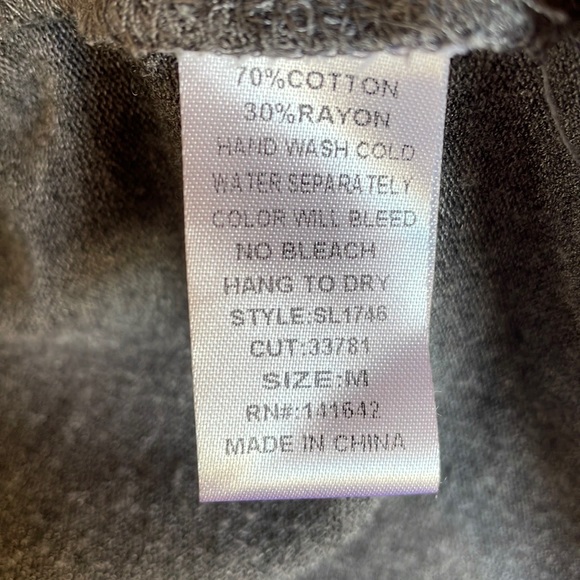 70%COTTON
30%RAYON
HAND WASH COLD
WATER SEPARATELY
COLOR WILL BLEED
NO BLEACH
HANG TO DRY
STYLE:SL1746
CUT:33781
SIZE:M
RN#:141642
MADE IN CHINA